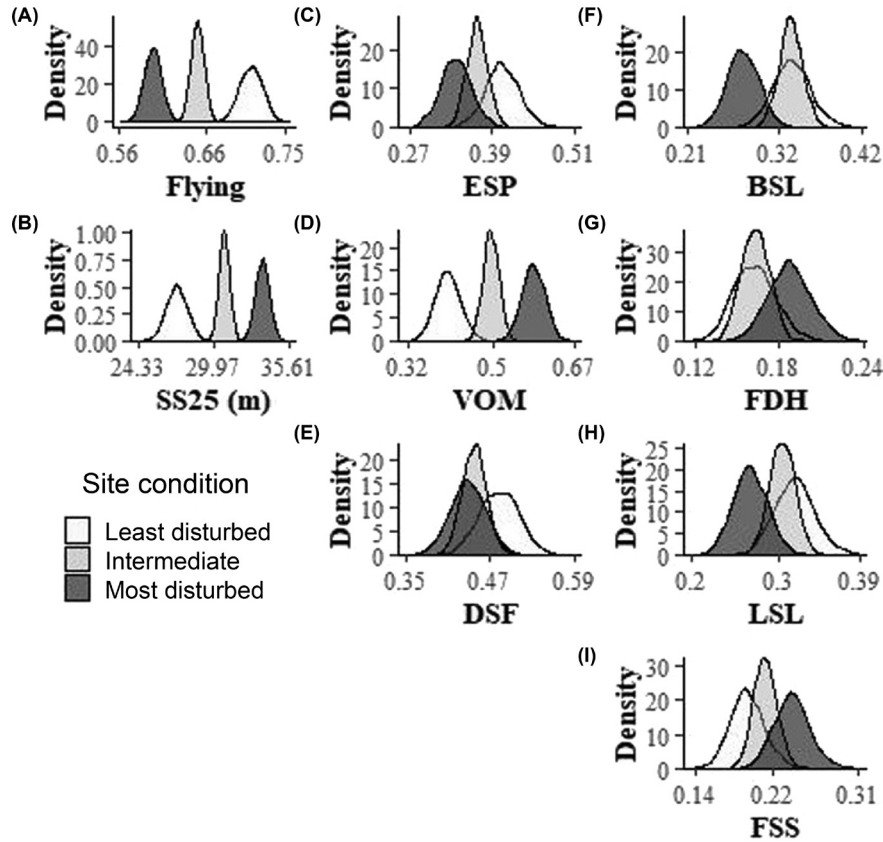 (A)
Density
40
20
0
0.56 0.66 0.75
Flying
(B)
Density
1.00
0.75
0.50
0.25
0.00
24.33 29.97 35.61
SS25 (m)
Site condition
Least disturbed
Intermediate
Most disturbed
(C)
Density
20
10
0
0.27 0.39 0.51
ESP
(D)
Density
20
15
10
5
0
0.32 0.5 0.67
VOM
(E)
Density
20
15
10
5
0
0.35 0.47 0.59
DSF
(F)
Density
20
10
0
0.21 0.32 0.42
BSL
(G)
Density
30
20
10
0
0.12 0.18 0.24
FDH
(H)
Density
25
20
15
10
5
0
0.2 0.3 0.39
LSL
(I)
Density
30
20
10
0
0.14 0.22 0.31
FSS